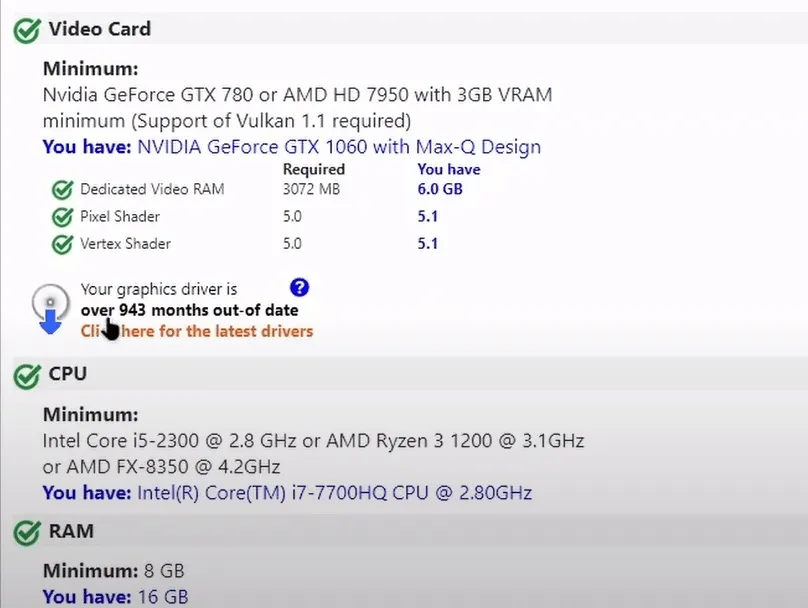 Video Card
Minimum:
Nvidia GeForce GTX 780 or AMD HD 7950 with 3GB VRAM
minimum (Support of Vulkan 1.1 required)
You have: NVIDIA GeForce GTX 1060 with Max-Q Design
Required You have
Dedicated Video RAM 3072 MB 6.0 GB
Pixel Shader 5.0 5.1
Vertex Shader 5.0 5.1
Your graphics driver is ?
over 943 months out-of date
Cli here for the latest drivers
CPU
Minimum:
Intel Core i5-2300 @ 2.8 GHz or AMD Ryzen 3 1200 @ 3.1GHz
or AMD FX-8350 @ 4.2GHz
You have: Intel(R) Core(TM) i7-7700HQ CPU @ 2.80GHz
RAM
Minimum: 8 GB
You have: 16 GB